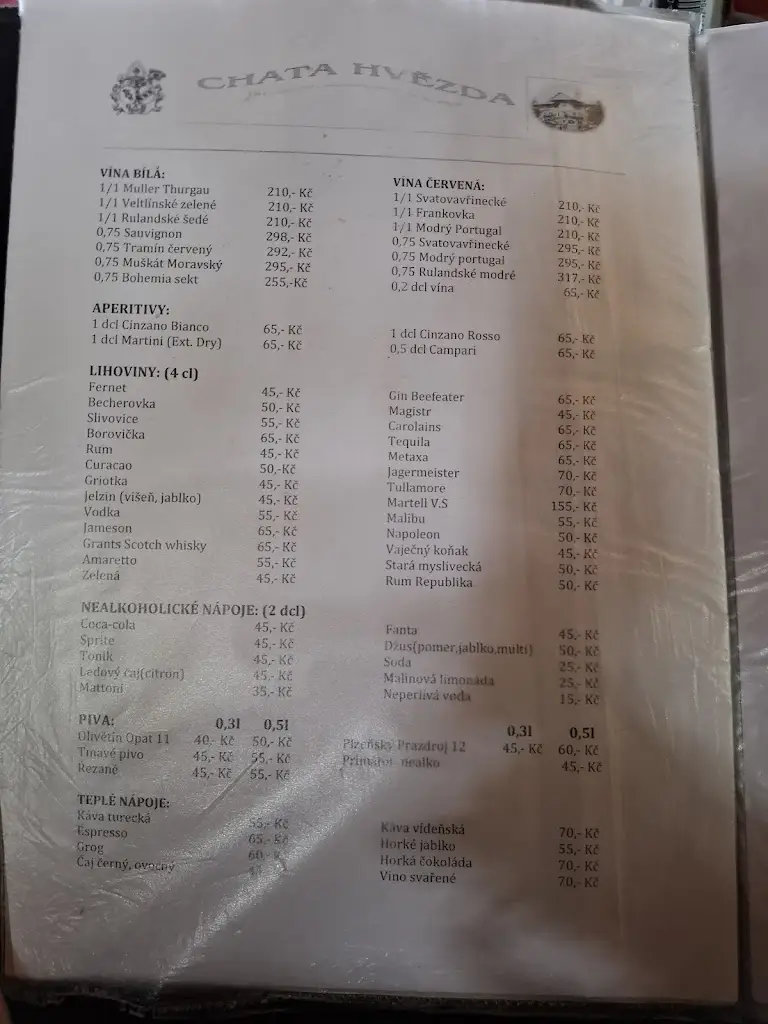 CHATA HVĚZDA
VÍNA BÍLÁ:
1/1 Muller Thurgau 210,- Kč
1/1 Veltlínské zelené 210,- Kč
1/1 Rulandské šedé 210,- Kč
0,75 Sauvignon 298,- Kč
0,75 Tramín červený 292,- Kč
0,75 Muškát Moravský 295,- Kč
0,75 Bohemia sekt 255,-Kč
VÍNA ČERVENÁ:
1/1 Svatovavřinecké 210,- Kč
1/1 Frankovka 210,- Kč
1/1 Modrý Portugal 210,- Kč
0,75 Svatovavřinecké 295,- Kč
0,75 Modrý portugal 295,- Kč
0,75 Rulandské modré 317,- Kč
0,2 dcl vína 65,- Kč
APERITIVY:
1 dcl Cinzano Bianco 65,- Kč
1 dcl Martini (Ext. Dry) 65,- Kč
1 dcl Cinzano Rosso 65,- Kč
0,5 dcl Campari 65,- Kč
LIHOVINY: (4 cl)
Fernet 45,- Kč
Becherovka 50,- Kč
Slivovice 55,- Kč
Borovička 65,- Kč
Rum 45,- Kč
Curacao 50,-Kč
Griotka 45,- Kč
Jelzin (višeň, jablko) 45,- Kč
Vodka 55,- Kč
Jameson 65,- Kč
Grants Scotch whisky 65,- Kč
Amaretto 55,- Kč
Zelená 45,- Kč
Gin Beefeater 65,- Kč
Magistr 45,- Kč
Carolains 65,- Kč
Tequila 65,- Kč
Metaxa 65,- Kč
Jagermeister 70,- Kč
Tullamore 70,- Kč
Martell V.S 155,- Kč
Malibu 55,- Kč
Napoleon 50,- Kč
Vaječný koňak 45,- Kč
Stará myslivecká 50,- Kč
Rum Republika 50,- Kč
NEALKOHOLICKÉ NÁPOJE: (2 dcl)
Coca-cola 45,- Kč
Sprite 45,- Kč
Tonik 45,- Kč
Ledový čaj(citron) 45,- Kč
Mattoni 35,- Kč
Fanta 45,- Kč
Džus(pomer,jablko,multi) 50,- Kč
Soda 25,- Kč
Malinová limonáda 25,- Kč
Neperlivá voda 15,- Kč
PIVA: 0,3l 0,5l
Olivětín Opat 11 40,- Kč 50,- Kč
Tmavé pivo 45,- Kč 55,- Kč
Řezané 45,- Kč 55,- Kč
0,3l 0,5l
Plzeňský Prazdroj 12 45,- Kč 60,- Kč
Primátor nealko 45,- Kč
TEPLÉ NÁPOJE:
Káva turecká 55,- Kč
Espresso 65,- Kč
Grog 60,- Kč
Čaj černý, ovocný
Káva vídeňská 70,- Kč
Horké jablko 55,- Kč
Horká čokoláda 70,- Kč
Víno svařené 70,- Kč